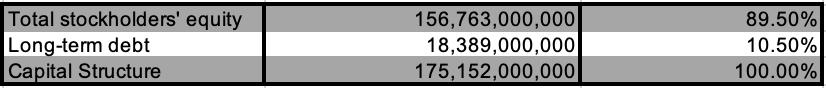 Total stockholders' equity 156,763,000,000 89.50%
Long-term debt 18,389,000,000 10.50%
Capital Structure 175,152,000,000 100.00%